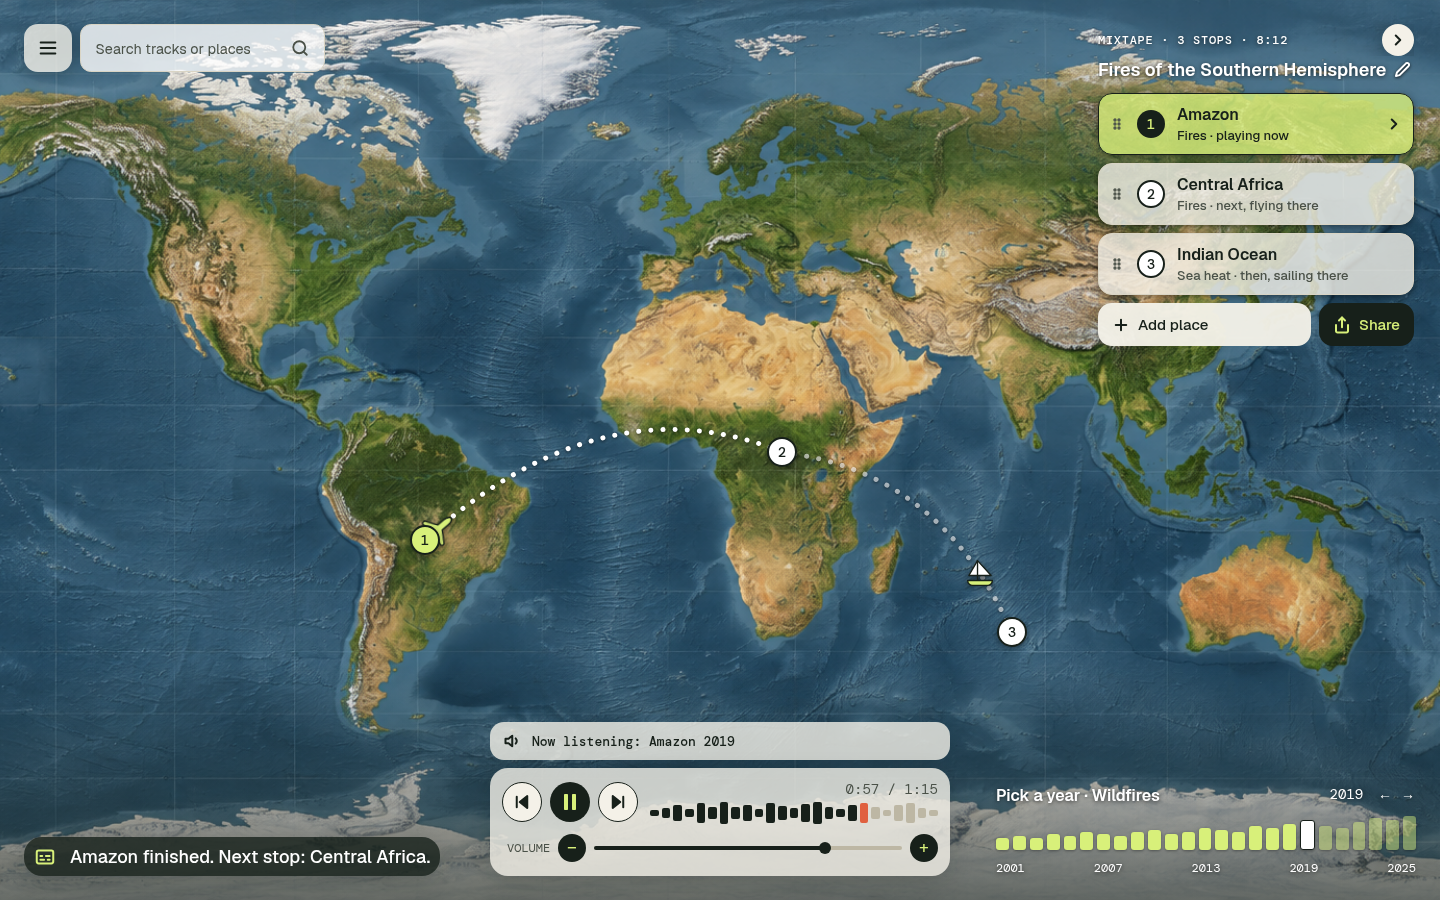 Search tracks or places
MIXTAPE · 3 STOPS · 8:12
Fires of the Southern Hemisphere
1
Amazon
Fires · playing now
2
Central Africa
Fires · next, flying there
3
Indian Ocean
Sea heat · then, sailing there
+ Add place
Share
2
1
3
Now listening: Amazon 2019
0:57 / 1:15
VOLUME − +
Pick a year · Wildfires
2019 ← →
2001 2007 2013 2019 2025
Amazon finished. Next stop: Central Africa.